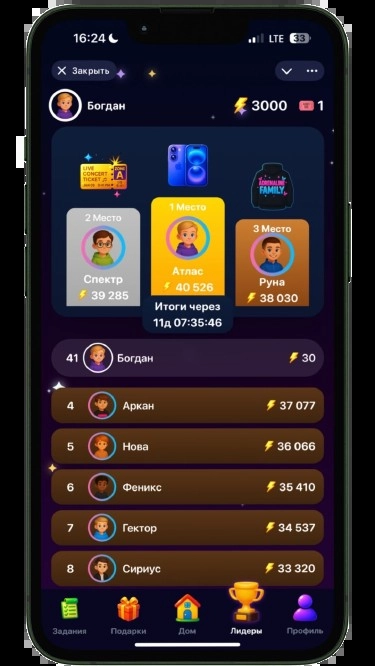 16:24
LTE 33
Закрыть
Богдан
3000
1
LIVE
CONCERT
TICKET
ZONE
A
ADRENALINE
FAMILY
2 Место
Спектр
39 285
1 Место
Атлас
40 526
3 Место
Руна
38 030
Итоги через
11д 07:35:46
41 Богдан 30
4 Аркан 37 077
5 Нова 36 066
6 Феникс 35 410
7 Гектор 34 537
8 Сириус 33 320
Задания Подарки Дом Лидеры Профиль